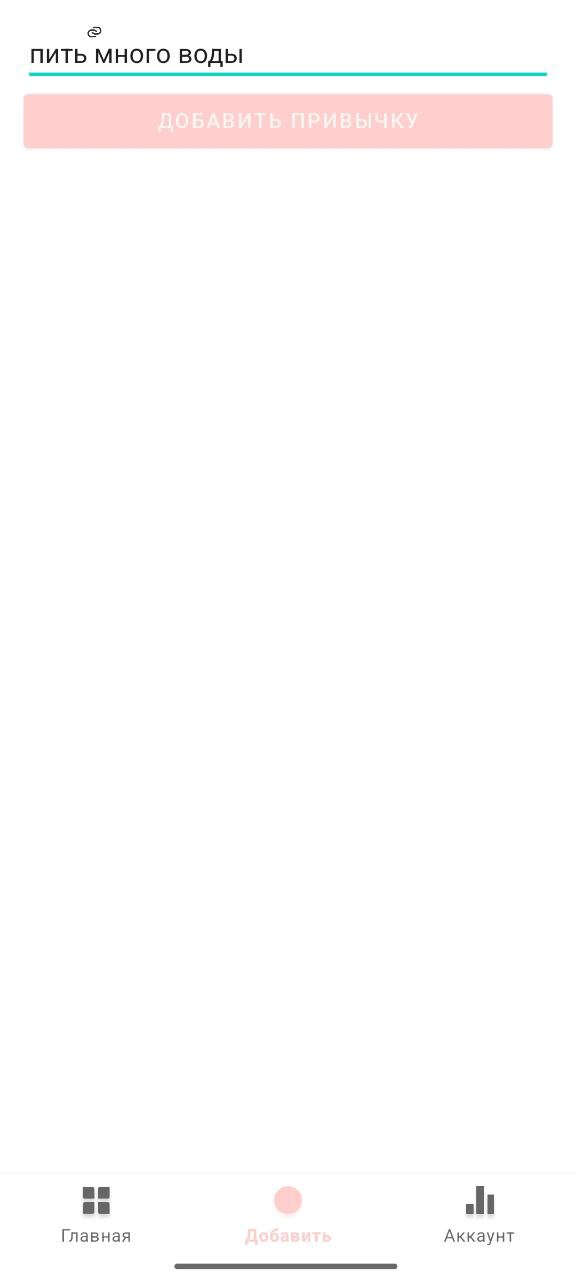 пить много воды
ДОБАВИТЬ ПРИВЫЧКУ
Главная
Добавить
Аккаунт